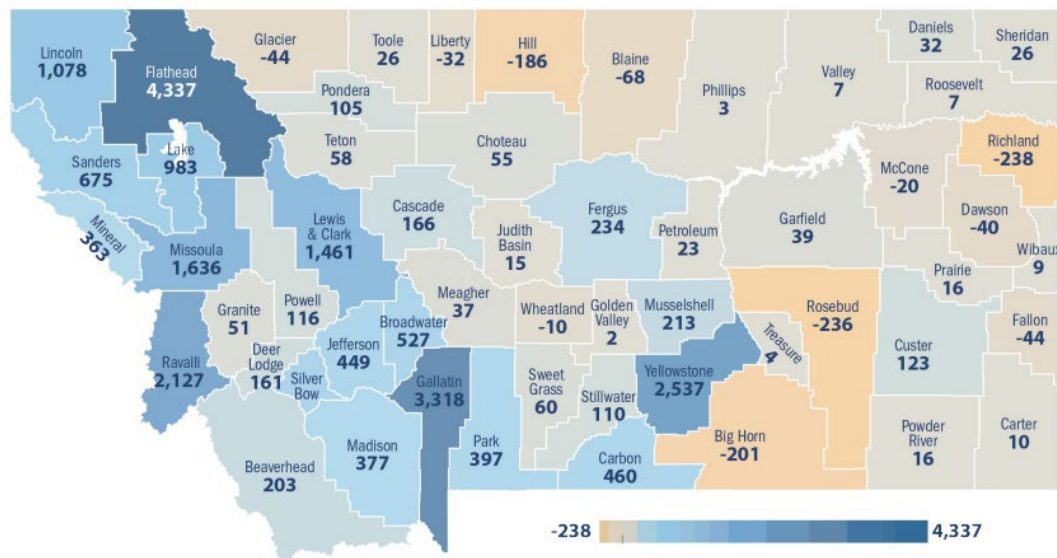 Lincoln
1,078
Flathead
4,337
Glacier
-44
Toole
26
Liberty
-32
Hill
-186
Blaine
-68
Phillips
3
Valley
7
Daniels
32
Sheridan
26
Roosevelt
7
Pondera
105
Teton
58
Choteau
55
Richland
-238
Sanders
675
Lake
983
McCone
-20
Dawson
-40
Mineral
363
Missoula
1,636
Lewis
& Clark
1,461
Cascade
166
Judith
Basin
15
Fergus
234
Petroleum
23
Garfield
39
Wibaux
9
Prairie
16
Granite
51
Powell
116
Meagher
37
Wheatland
-10
Golden
Valley
2
Musselshell
213
Rosebud
-236
Treasure
4
Fallon
-44
Custer
123
Ravalli
2,127
Deer
Lodge
161
Silver
Bow
Jefferson
449
Broadwater
527
Gallatin
3,318
Park
397
Sweet
Grass
60
Stillwater
110
Yellowstone
2,537
Big Horn
-201
Powder
River
16
Carter
10
Beaverhead
203
Madison
377
Carbon
460
-238
4,337